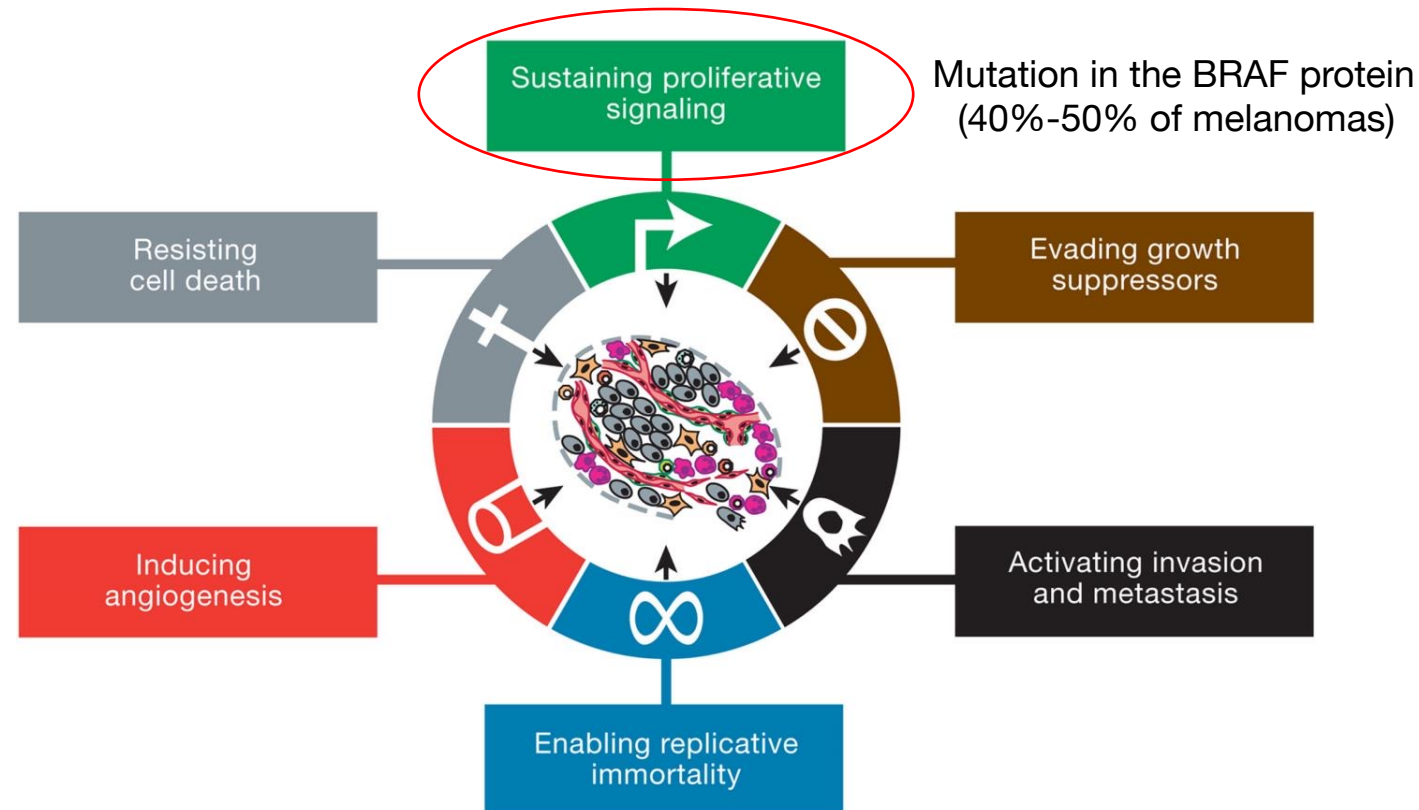 Sustaining proliferative
signaling
Mutation in the BRAF protein
(40%-50% of melanomas)
Resisting
cell death
Evading growth
suppressors
Inducing
angiogenesis
Activating invasion
and metastasis
Enabling replicative
immortality